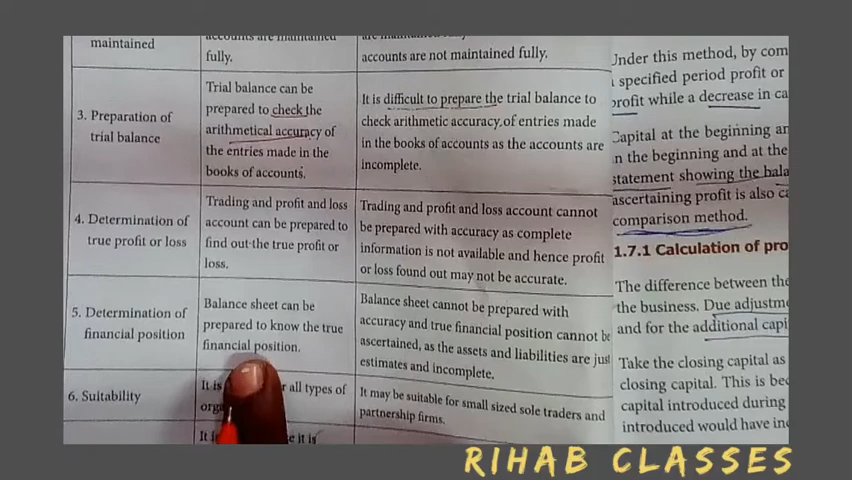 maintained
accounts are maintained
fully.
accounts are not maintained fully.
3. Preparation of
trial balance
Trial balance can be
prepared to check the
arithmetical accuracy of
the entries made in the
books of accounts.
It is difficult to prepare the trial balance to
check arithmetic accuracy of entries made
in the books of accounts as the accounts are
incomplete.
4. Determination of
true profit or loss
Trading and profit and loss
account can be prepared to
find out the true profit or
loss.
Trading and profit and loss account cannot
be prepared with accuracy as complete
information is not available and hence profit
or loss found out may not be accurate.
5. Determination of
financial position
Balance sheet can be
prepared to know the true
financial position.
Balance sheet cannot be prepared with
accuracy and true financial position cannot be
ascertained, as the assets and liabilities are just
estimates and incomplete.
6. Suitability
It is all types of
It may be suitable for small sized sole traders and
partnership firms.
It it is
Under this method, by com
specified period profit or
profit while a decrease in ca
Capital at the beginning an
in the beginning and at the
statement showing the bala
ascertaining profit is also ca
comparison method.
1.7.1 Calculation of pro
The difference between the
the business. Due adjustme
and for the additional capi
Take the closing capital as
closing capital. This is bec
capital introduced during
introduced would have inc
RIHAB CLASSES